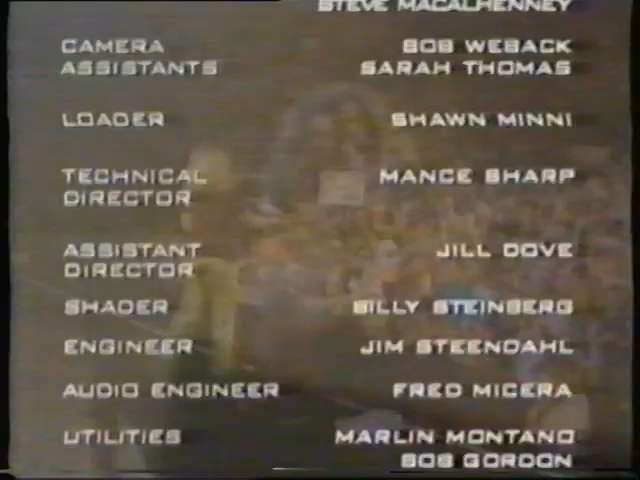 STEVE MACALHENNEY
CAMERA ASSISTANTS BOB WEBACK
SARAH THOMAS
LOADER SHAWN MINNI
TECHNICAL DIRECTOR MANCE SHARP
ASSISTANT DIRECTOR JILL DOVE
SHADER BILLY STEINBERG
ENGINEER JIM STEENDAHL
AUDIO ENGINEER FRED MICERA
UTILITIES MARLIN MONTANO
BOB GORDON